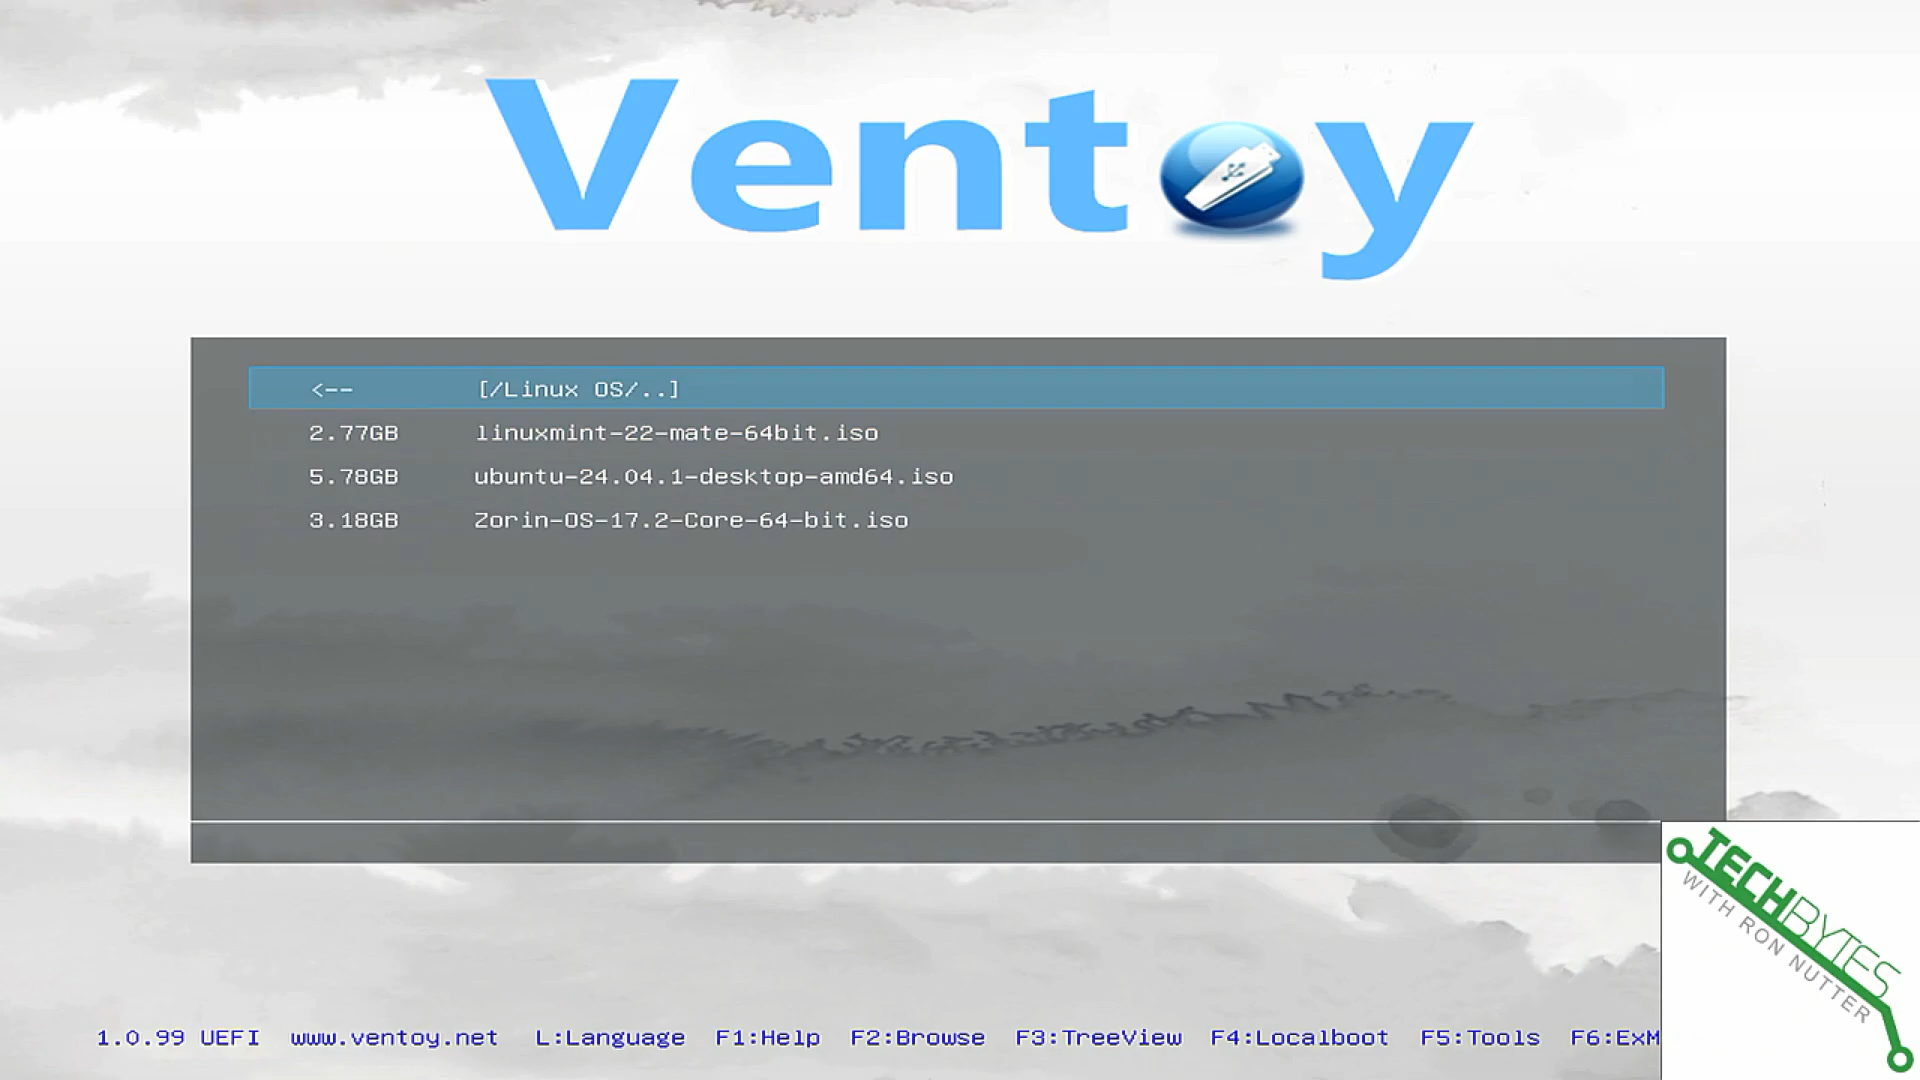 Ventoy
<-- [/Linux OS/..]
2.77GB linuxmint-22-mate-64bit.iso
5.78GB ubuntu-24.04.1-desktop-amd64.iso
3.18GB Zorin-OS-17.2-Core-64-bit.iso
1.0.99 UEFI www.ventoy.net L:Language F1:Help F2:Browse F3:TreeView F4:Localboot F5:Tools F6:ExM
TECHBYTES
WITH RON NUTTER